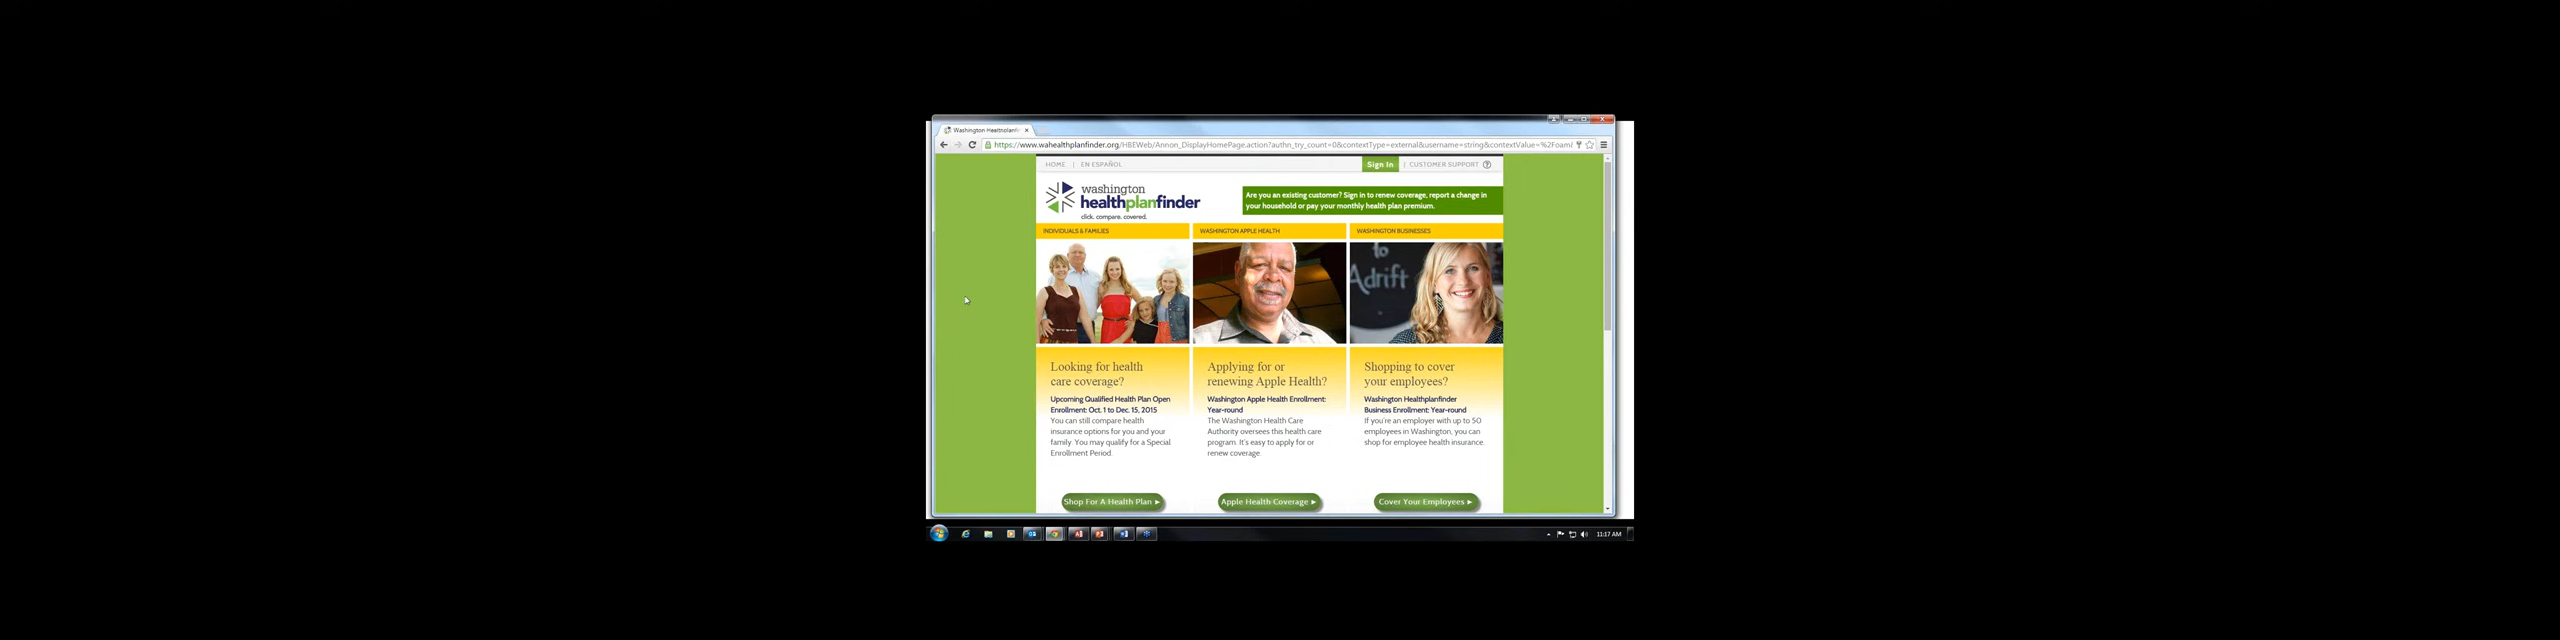 Washington Healthplanfin
https://www.wahealthplanfinder.org/HBEWeb/Annon_DisplayHomePage.action?authn_try_count=0&contextType=external&username=string&contextValue=%2Foam
HOME | EN ESPAÑOL
Sign In | CUSTOMER SUPPORT ?
washington
healthplanfinder
click. compare. covered.
Are you an existing customer? Sign in to renew coverage, report a change in
your household or pay your monthly health plan premium.
INDIVIDUALS & FAMILIES
WASHINGTON APPLE HEALTH
WASHINGTON BUSINESSES
to
Adrift
Looking for health
care coverage?
Upcoming Qualified Health Plan Open
Enrollment: Oct. 1 to Dec. 15, 2015
You can still compare health
insurance options for you and your
family. You may qualify for a Special
Enrollment Period.
Shop For A Health Plan ►
Applying for or
renewing Apple Health?
Washington Apple Health Enrollment:
Year-round
The Washington Health Care
Authority oversees this health care
program. It's easy to apply for or
renew coverage.
Apple Health Coverage ►
Shopping to cover
your employees?
Washington Healthplanfinder
Business Enrollment: Year-round
If you're an employer with up to 50
employees in Washington, you can
shop for employee health insurance.
Cover Your Employees ►
11:17 AM